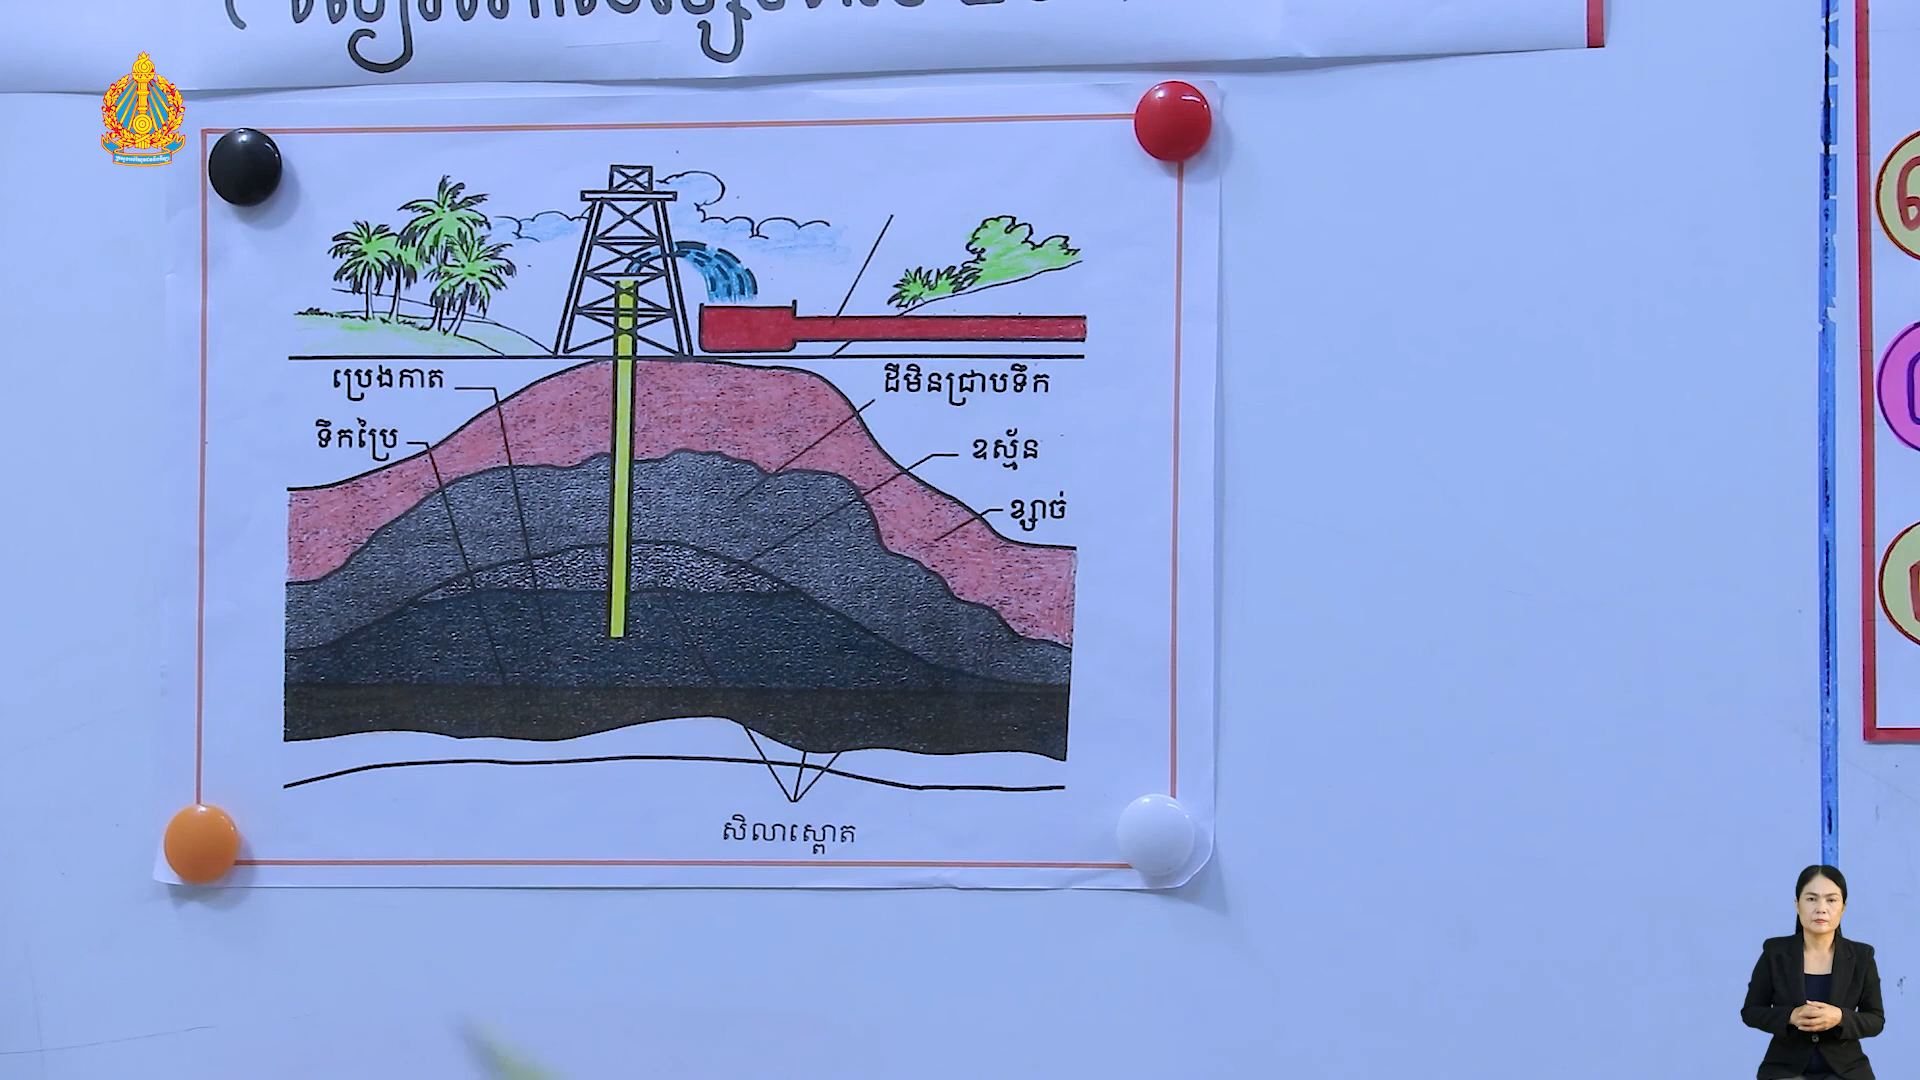 ប្រេងកាត
ទឹកប្រៃ
ដីមិនជ្រាបទឹក
ឧស្ម័ន
ខ្សាច់
សិលាស្ពោត